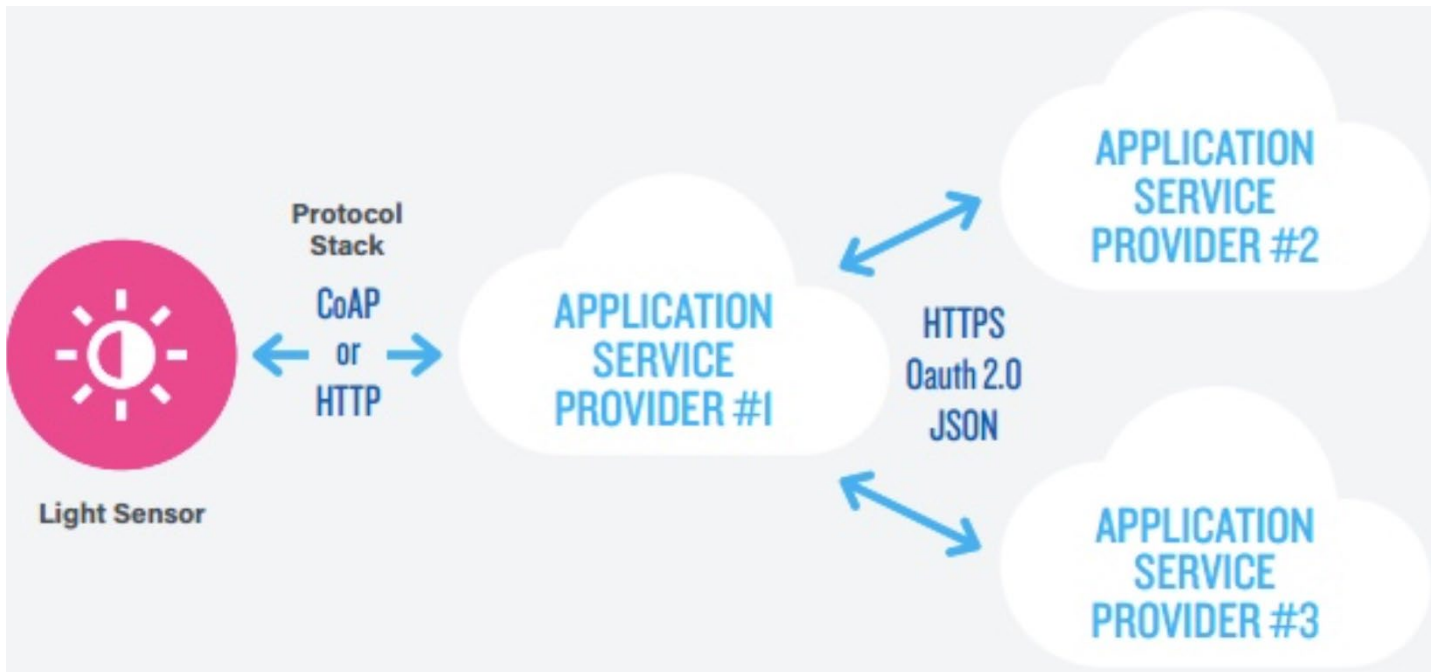 Protocol
Stack
CoAP
or
HTTP
Light Sensor
APPLICATION
SERVICE
PROVIDER #1
HTTPS
Oauth 2.0
JSON
APPLICATION
SERVICE
PROVIDER #2
APPLICATION
SERVICE
PROVIDER #3